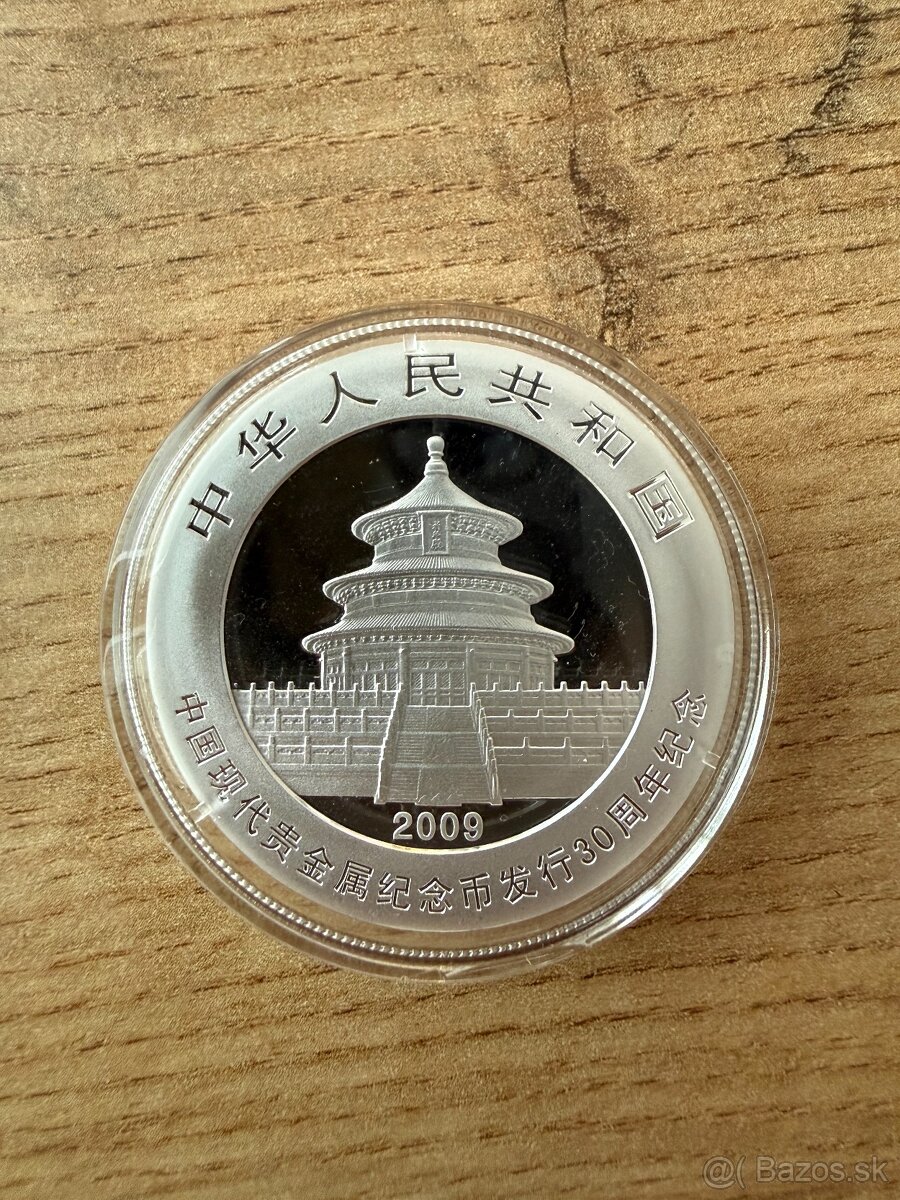 中华人民共和国
2009
中国现代贵金属纪念币发行30周年纪念
@( Bazos.sk